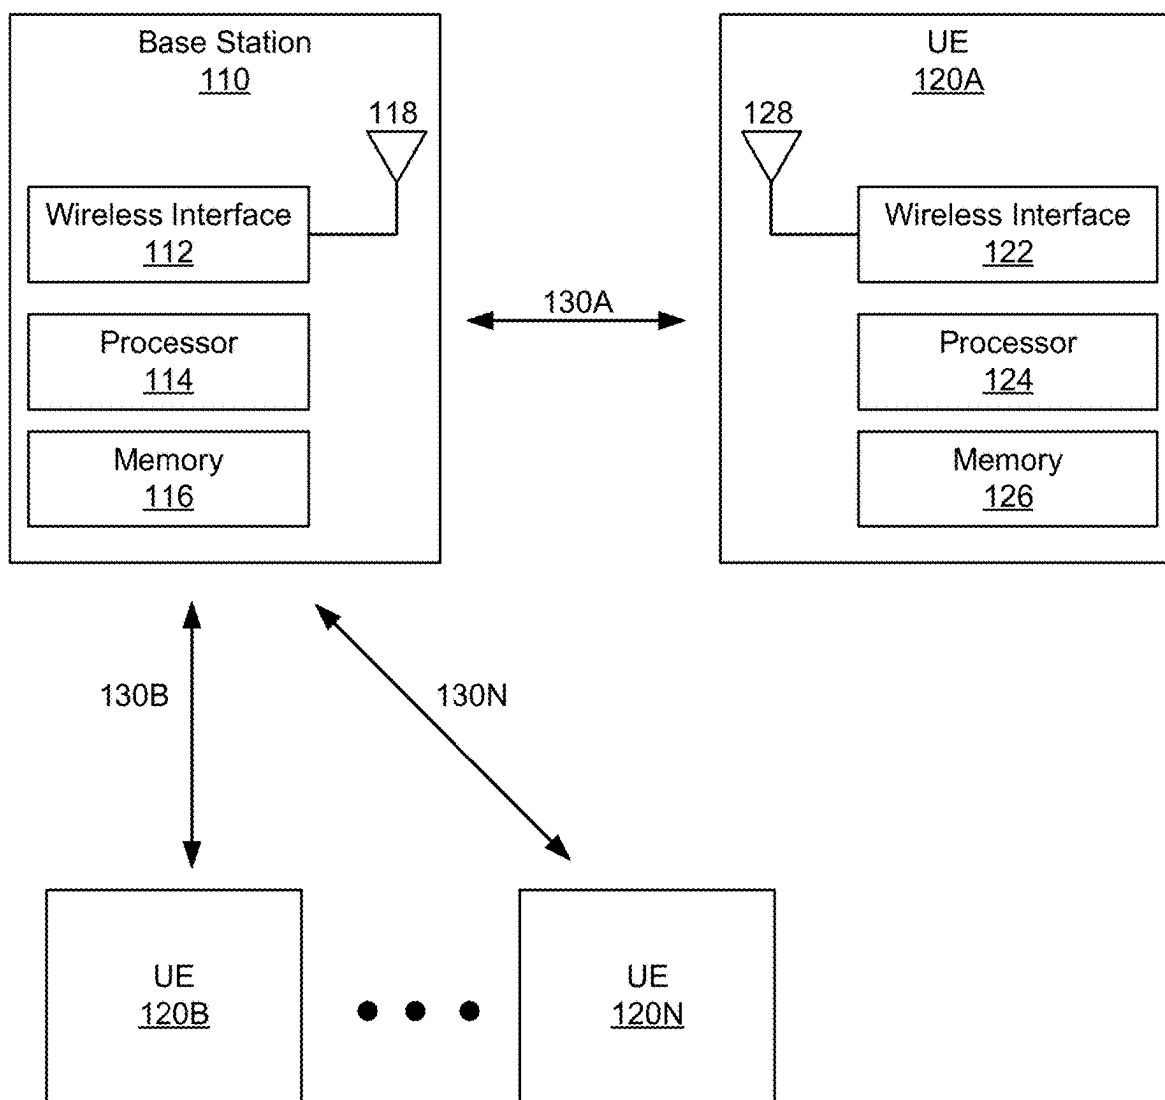 Base Station
110
118
Wireless Interface
112
Processor
114
Memory
116
UE
120A
128
Wireless Interface
122
Processor
124
Memory
126
130A
130B
130N
UE
120B
UE
120N